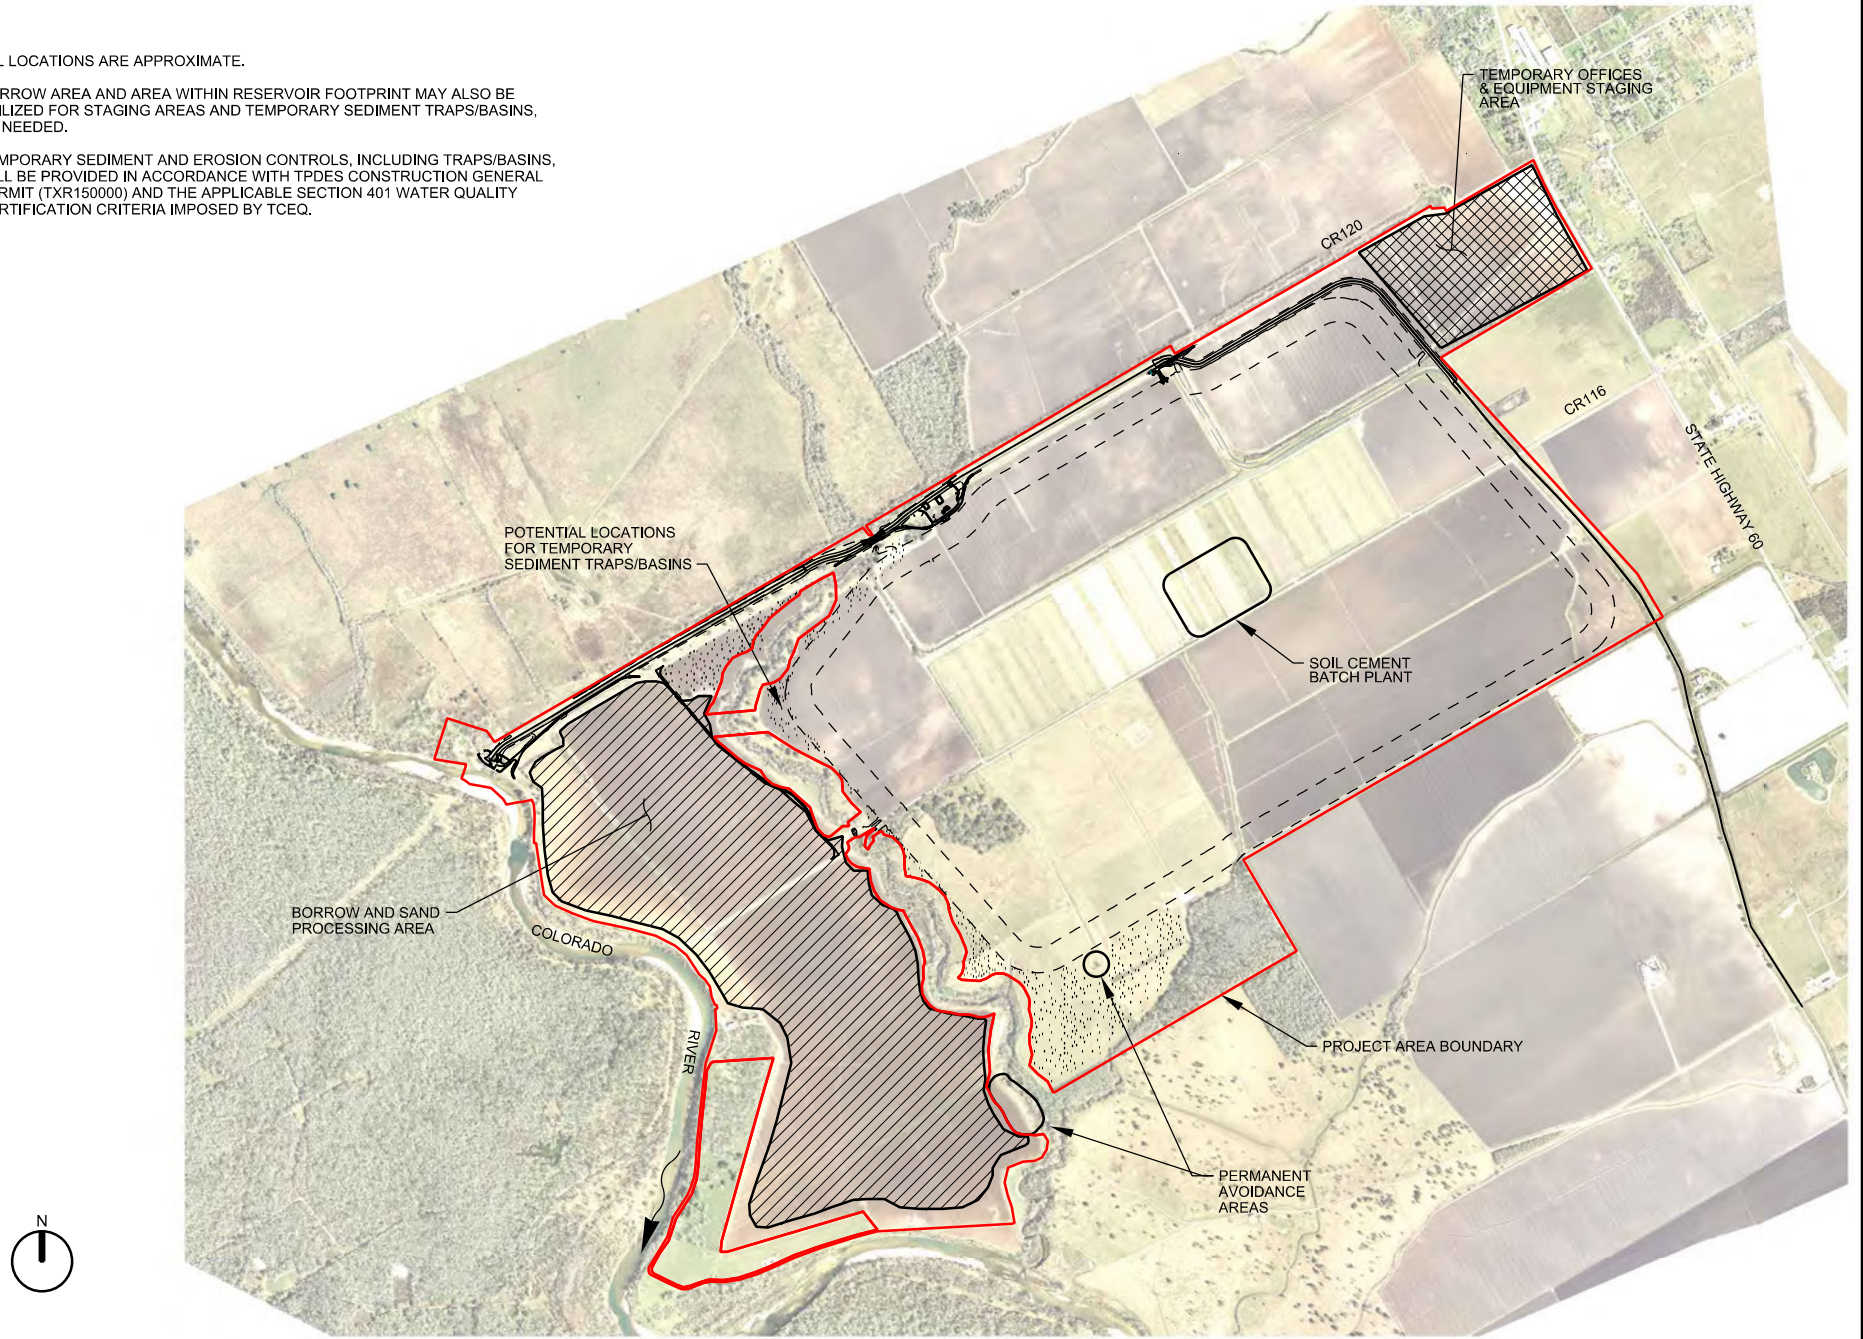 L LOCATIONS ARE APPROXIMATE.
RROW AREA AND AREA WITHIN RESERVOIR FOOTPRINT MAY ALSO BE
ILIZED FOR STAGING AREAS AND TEMPORARY SEDIMENT TRAPS/BASINS,
NEEDED.
MPORARY SEDIMENT AND EROSION CONTROLS, INCLUDING TRAPS/BASINS,
LL BE PROVIDED IN ACCORDANCE WITH TPDES CONSTRUCTION GENERAL
RMIT (TXR150000) AND THE APPLICABLE SECTION 401 WATER QUALITY
RTIFICATION CRITERIA IMPOSED BY TCEQ.
TEMPORARY OFFICES
& EQUIPMENT STAGING
AREA
CR120
CR116
STATE HIGHWAY 60
POTENTIAL LOCATIONS
FOR TEMPORARY
SEDIMENT TRAPS/BASINS
SOIL CEMENT
BATCH PLANT
BORROW AND SAND
PROCESSING AREA
COLORADO
RIVER
PROJECT AREA BOUNDARY
PERMANENT
AVOIDANCE
AREAS
N